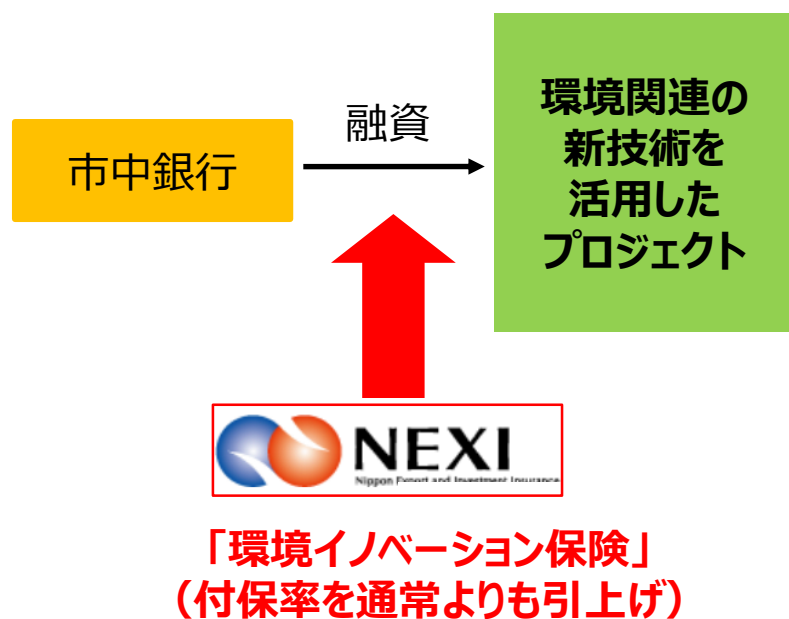 融資
市中銀行
環境関連の
新技術を
活用した
プロジェクト
NEXI
Nippon Export and Investment Insurance
「環境イノベーション保険」
（付保率を通常よりも引上げ）